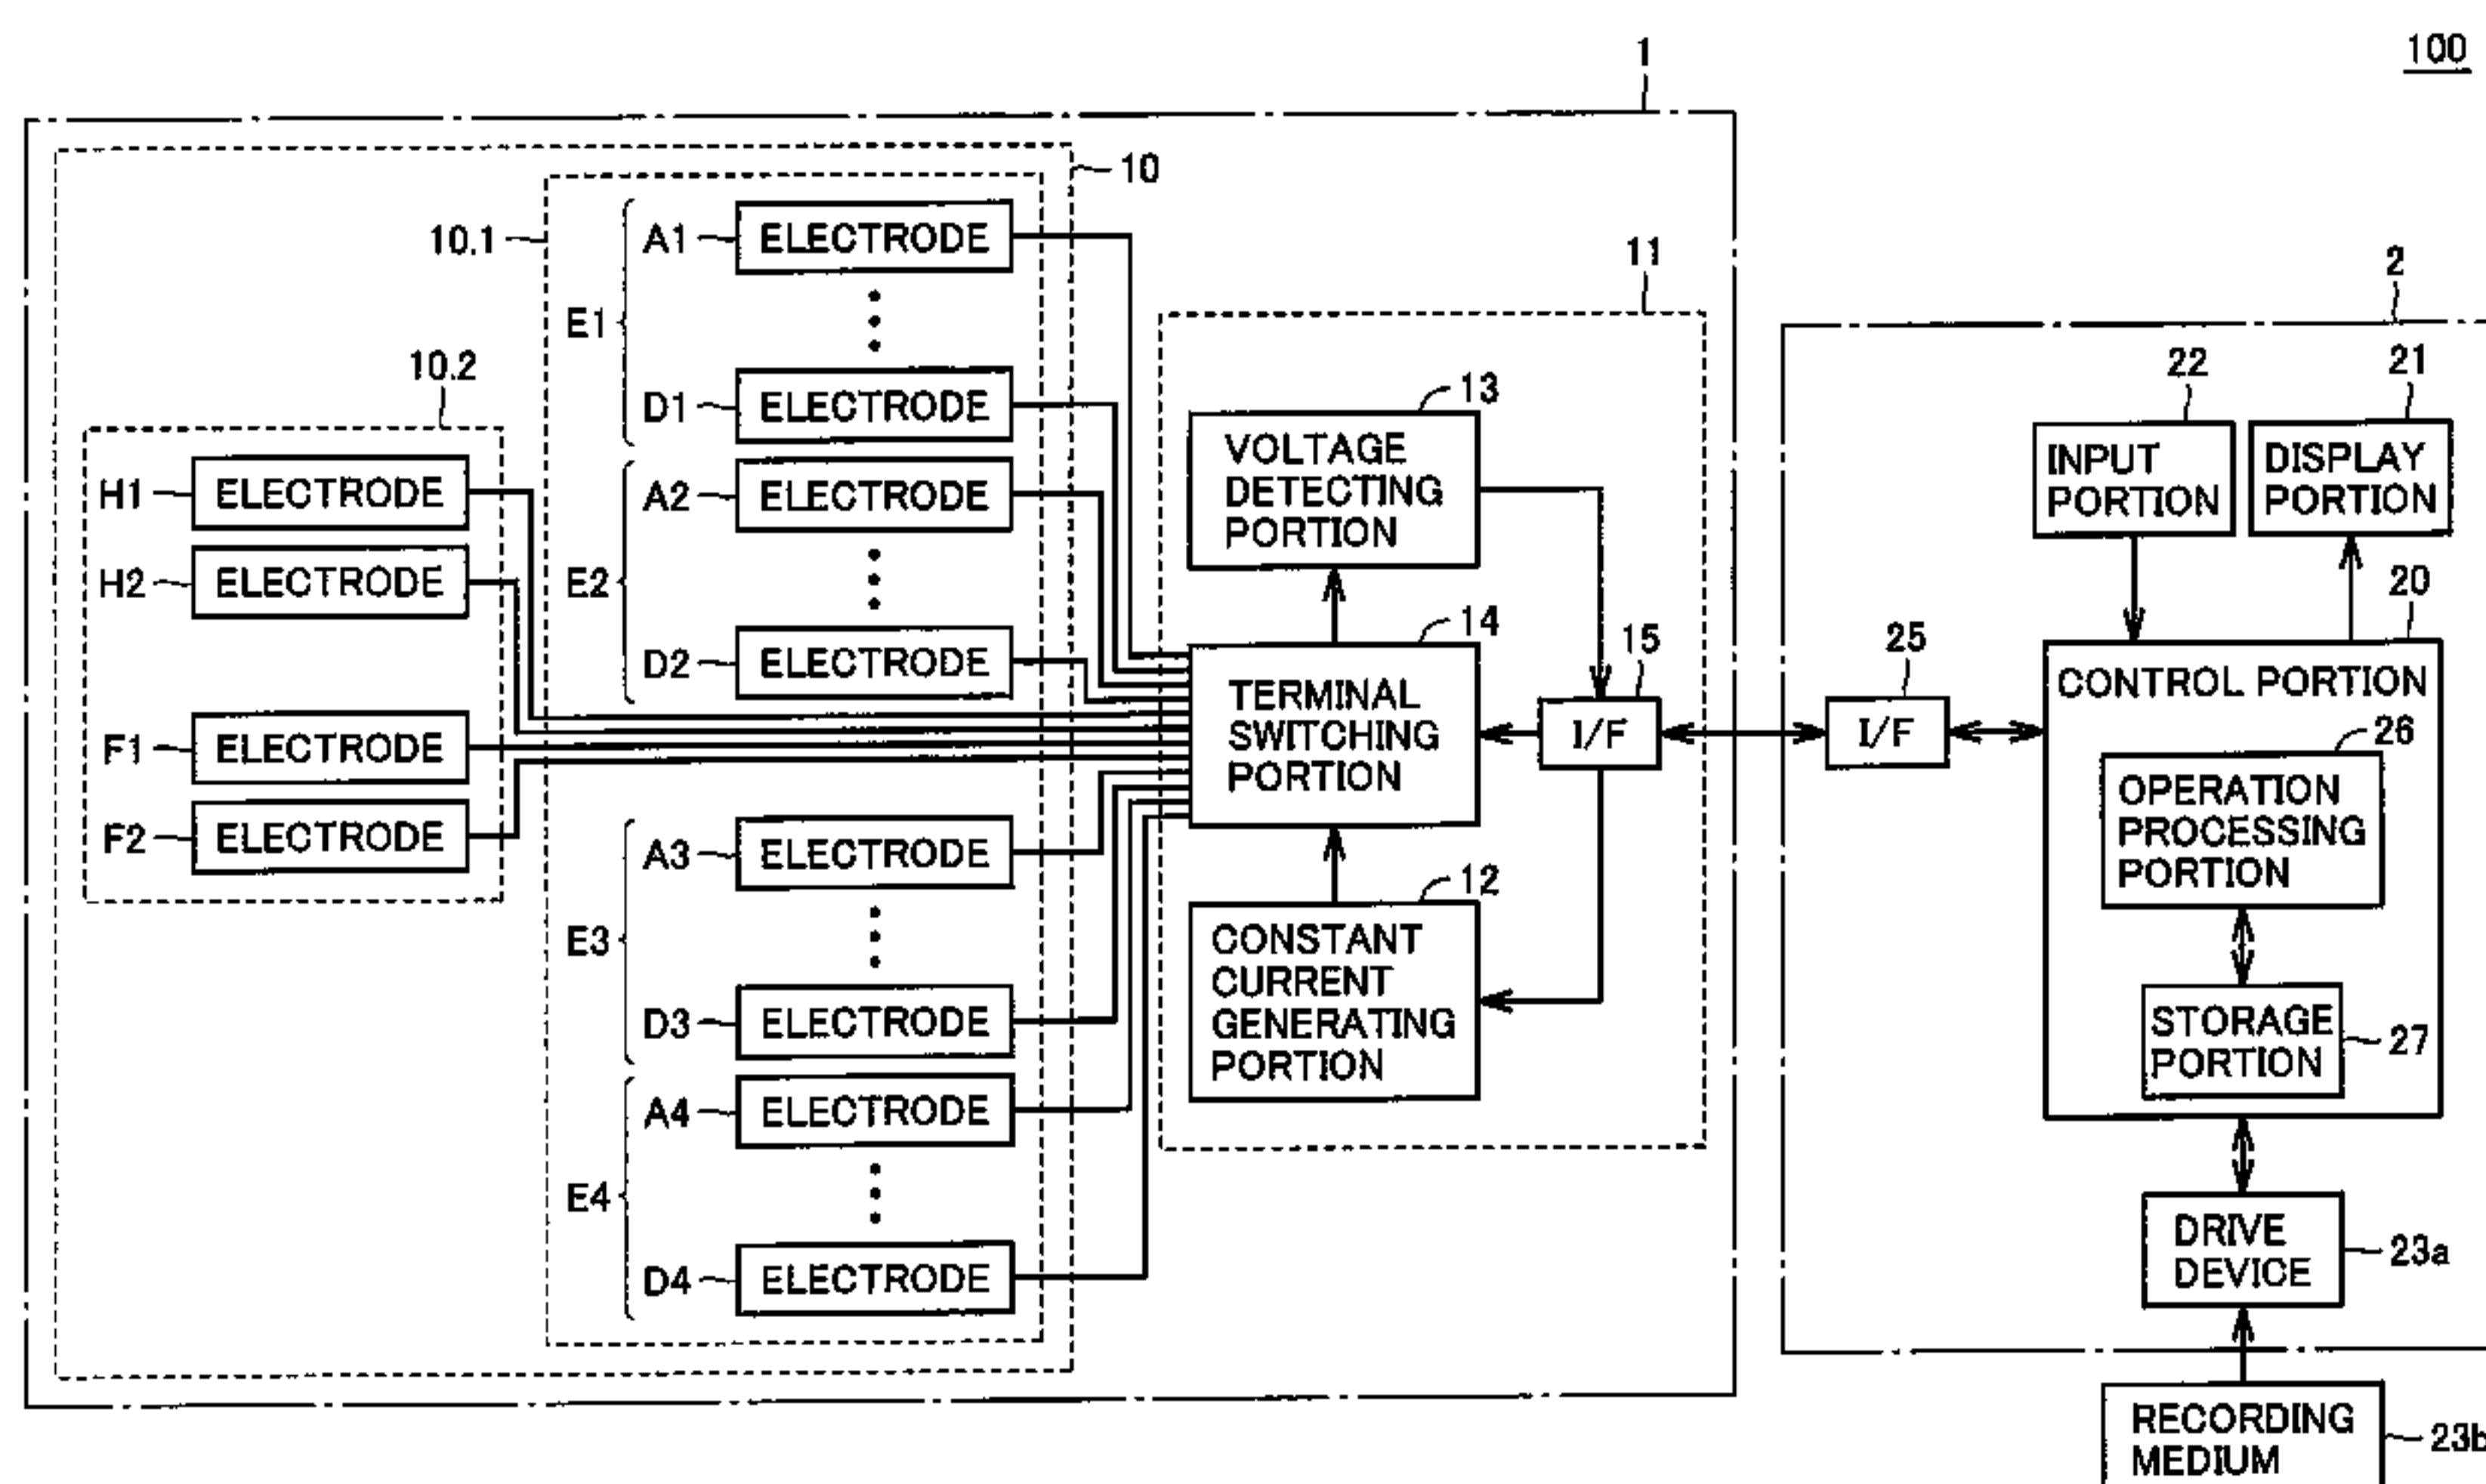 100
1
10
10.1
A1
ELECTRODE
E1
D1
ELECTRODE
10.2
H1
ELECTRODE
H2
ELECTRODE
F1
ELECTRODE
F2
ELECTRODE
A2
ELECTRODE
E2
D2
ELECTRODE
A3
ELECTRODE
E3
D3
ELECTRODE
A4
ELECTRODE
E4
D4
ELECTRODE
11
13
VOLTAGE
DETECTING
PORTION
14
TERMINAL
SWITCHING
PORTION
15
I/F
12
CONSTANT
CURRENT
GENERATING
PORTION
2
22
INPUT
PORTION
21
DISPLAY
PORTION
20
25
I/F
CONTROL PORTION
26
OPERATION
PROCESSING
PORTION
STORAGE
PORTION
27
DRIVE
DEVICE
23a
RECORDING
MEDIUM
23b